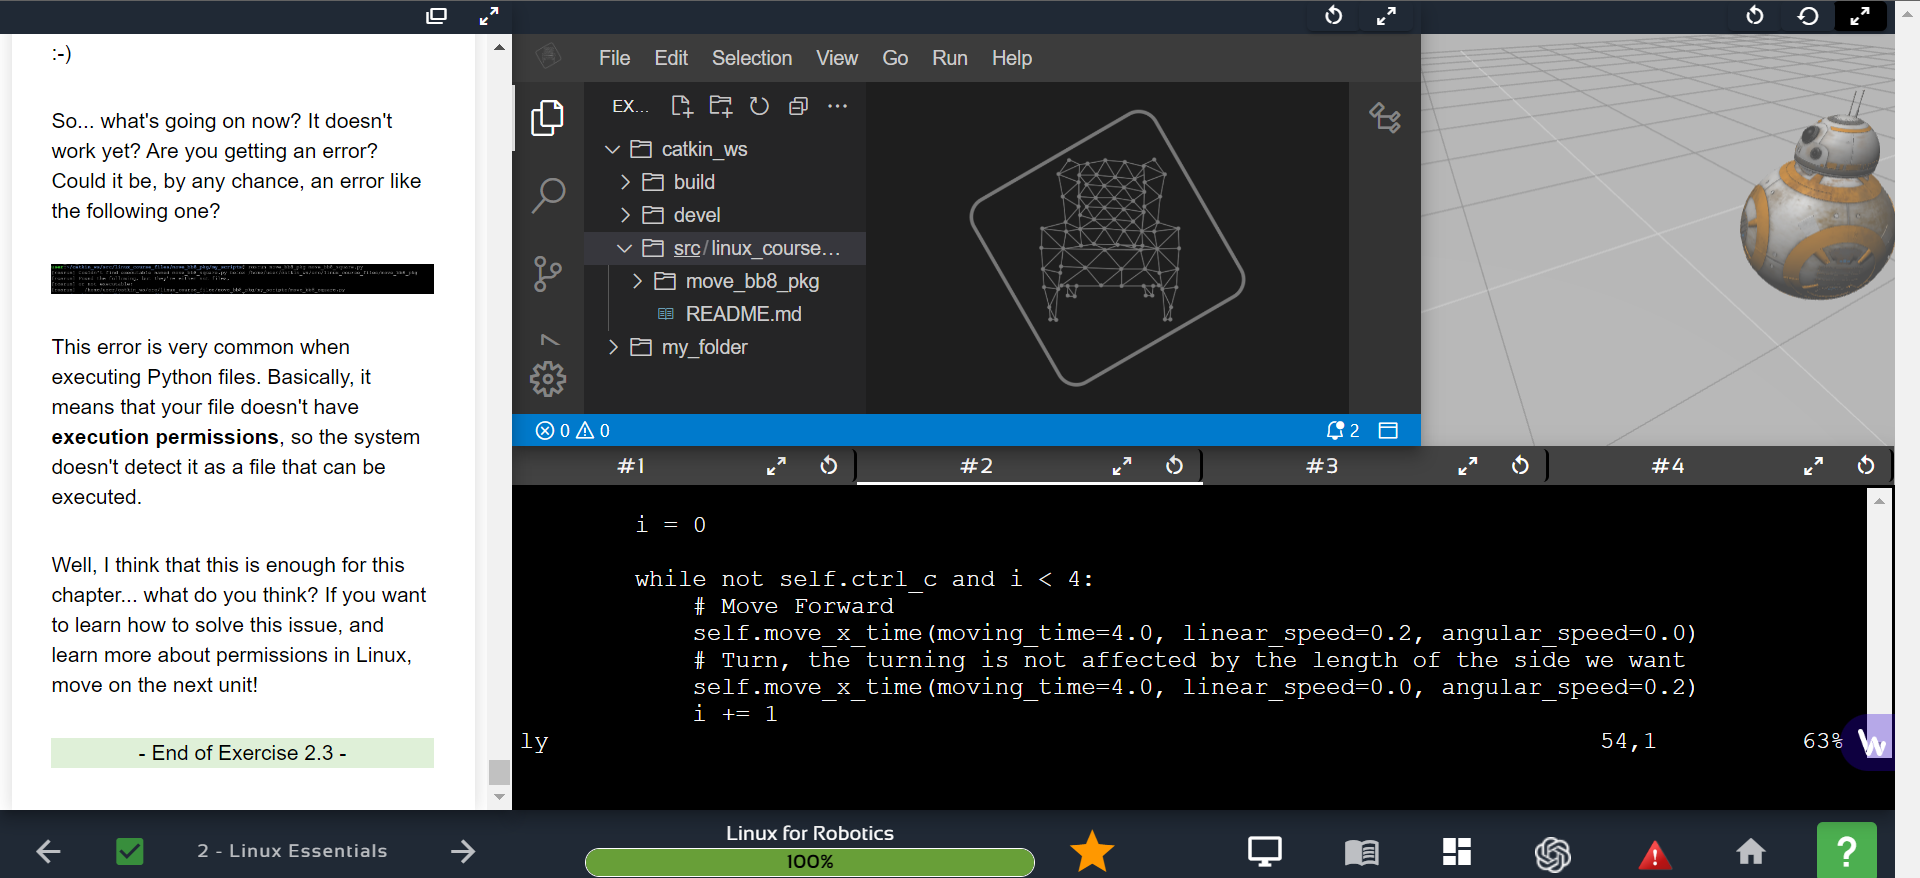 :-)
So... what's going on now? It doesn't
work yet? Are you getting an error?
Could it be, by any chance, an error like
the following one?
This error is very common when
executing Python files. Basically, it
means that your file doesn't have
execution permissions, so the system
doesn't detect it as a file that can be
executed.
Well, I think that this is enough for this
chapter... what do you think? If you want
to learn how to solve this issue, and
learn more about permissions in Linux,
move on the next unit!
- End of Exercise 2.3 -
File Edit Selection View Go Run Help
EX...
catkin_ws
build
devel
src/linux_course...
move_bb8_pkg
README.md
my_folder
0 0
2
#1 #2 #3 #4
i = 0
while not self.ctrl_c and i < 4:
# Move Forward
self.move_x_time(moving_time=4.0, linear_speed=0.2, angular_speed=0.0)
# Turn, the turning is not affected by the length of the side we want
self.move_x_time(moving_time=4.0, linear_speed=0.0, angular_speed=0.2)
i += 1
ly 54,1 63%
2 - Linux Essentials
Linux for Robotics
100%
?